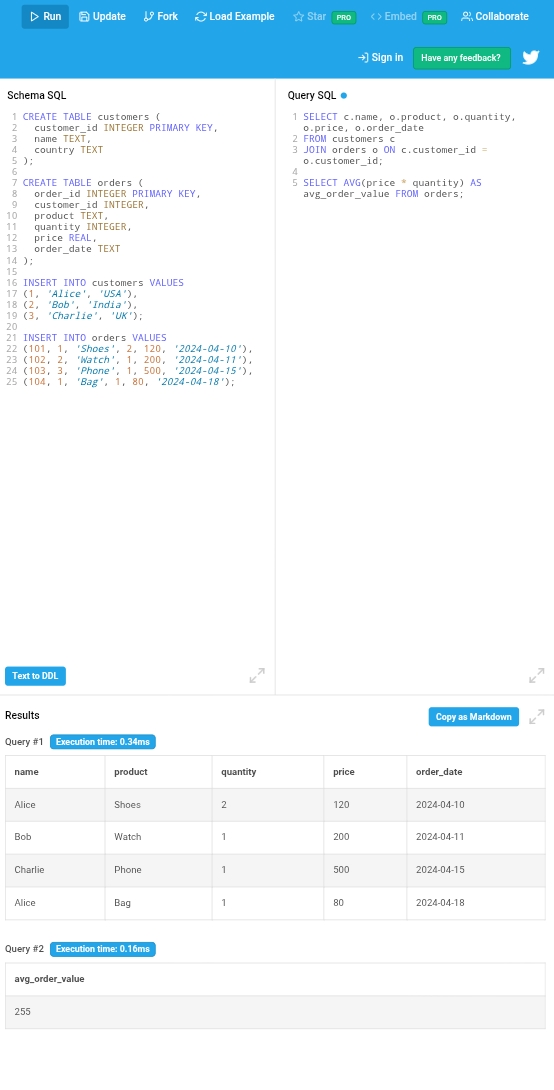 Run Update Fork Load Example Star PRO Embed PRO Collaborate
Sign in Have any feedback?
Schema SQL
1 CREATE TABLE customers (
2 customer_id INTEGER PRIMARY KEY,
3 name TEXT,
4 country TEXT
5 );
6
7 CREATE TABLE orders (
8 order_id INTEGER PRIMARY KEY,
9 customer_id INTEGER,
10 product TEXT,
11 quantity INTEGER,
12 price REAL,
13 order_date TEXT
14 );
15
16 INSERT INTO customers VALUES
17 (1, 'Alice', 'USA'),
18 (2, 'Bob', 'India'),
19 (3, 'Charlie', 'UK');
20
21 INSERT INTO orders VALUES
22 (101, 1, 'Shoes', 2, 120, '2024-04-10'),
23 (102, 2, 'Watch', 1, 200, '2024-04-11'),
24 (103, 3, 'Phone', 1, 500, '2024-04-15'),
25 (104, 1, 'Bag', 1, 80, '2024-04-18');
Text to DDL
Query SQL
1 SELECT c.name, o.product, o.quantity,
o.price, o.order_date
2 FROM customers c
3 JOIN orders o ON c.customer_id =
o.customer_id;
4
5 SELECT AVG(price * quantity) AS
avg_order_value FROM orders;
Results Copy as Markdown
Query #1 Execution time: 0.34ms
name product quantity price order_date
Alice Shoes 2 120 2024-04-10
Bob Watch 1 200 2024-04-11
Charlie Phone 1 500 2024-04-15
Alice Bag 1 80 2024-04-18
Query #2 Execution time: 0.16ms
avg_order_value
255